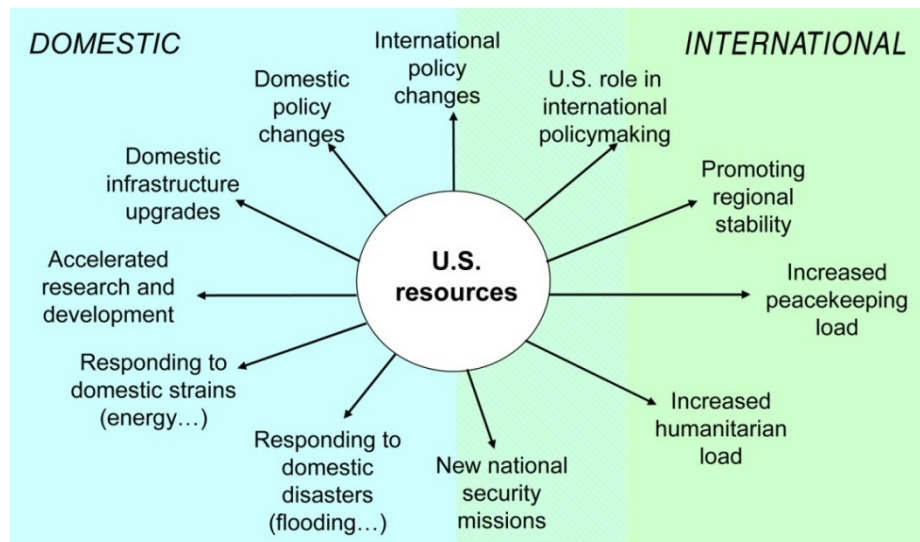 DOMESTIC
INTERNATIONAL
International
policy
changes
U.S. role in
international
policymaking
Domestic
policy
changes
Promoting
regional
stability
Domestic
infrastructure
upgrades
U.S.
resources
Accelerated
research and
development
Increased
peacekeeping
load
Responding to
domestic strains
(energy…)
Increased
humanitarian
load
Responding to
domestic
disasters
(flooding…)
New national
security
missions